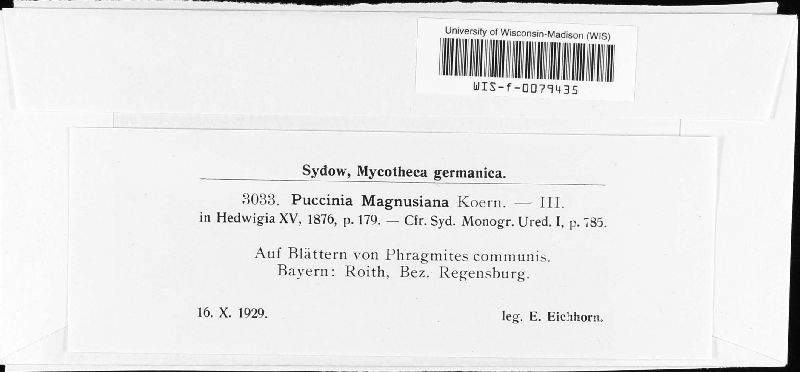 University of Wisconsin-Madison (WIS)
WIS-f-0079435
Sydow, Mycotheca germanica.
3033. Puccinia Magnusiana Koern. — III.
in Hedwigia XV, 1876, p. 179. — Cfr. Syd. Monogr. Ured. I, p. 785.
Auf Blättern von Phragmites communis.
Bayern: Roith, Bez. Regensburg.
16. X. 1929. leg. E. Eichhorn.